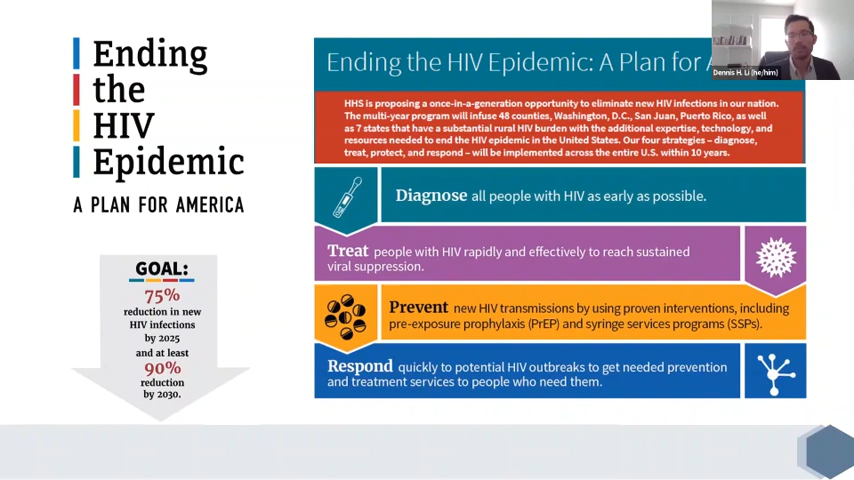 Ending
the
HIV
Epidemic
A PLAN FOR AMERICA
GOAL:
75%
reduction in new
HIV infections
by 2025
and at least
90%
reduction
by 2030.
Ending the HIV Epidemic: A Plan for A
Dennis H. Li (he/him)
HHS is proposing a once-in-a-generation opportunity to eliminate new HIV infections in our nation.
The multi-year program will infuse 48 counties, Washington, D.C., San Juan, Puerto Rico, as well
as 7 states that have a substantial rural HIV burden with the additional expertise, technology, and
resources needed to end the HIV epidemic in the United States. Our four strategies – diagnose,
treat, protect, and respond – will be implemented across the entire U.S. within 10 years.
Diagnose all people with HIV as early as possible.
Treat people with HIV rapidly and effectively to reach sustained
viral suppression.
Prevent new HIV transmissions by using proven interventions, including
pre-exposure prophylaxis (PrEP) and syringe services programs (SSPs).
Respond quickly to potential HIV outbreaks to get needed prevention
and treatment services to people who need them.